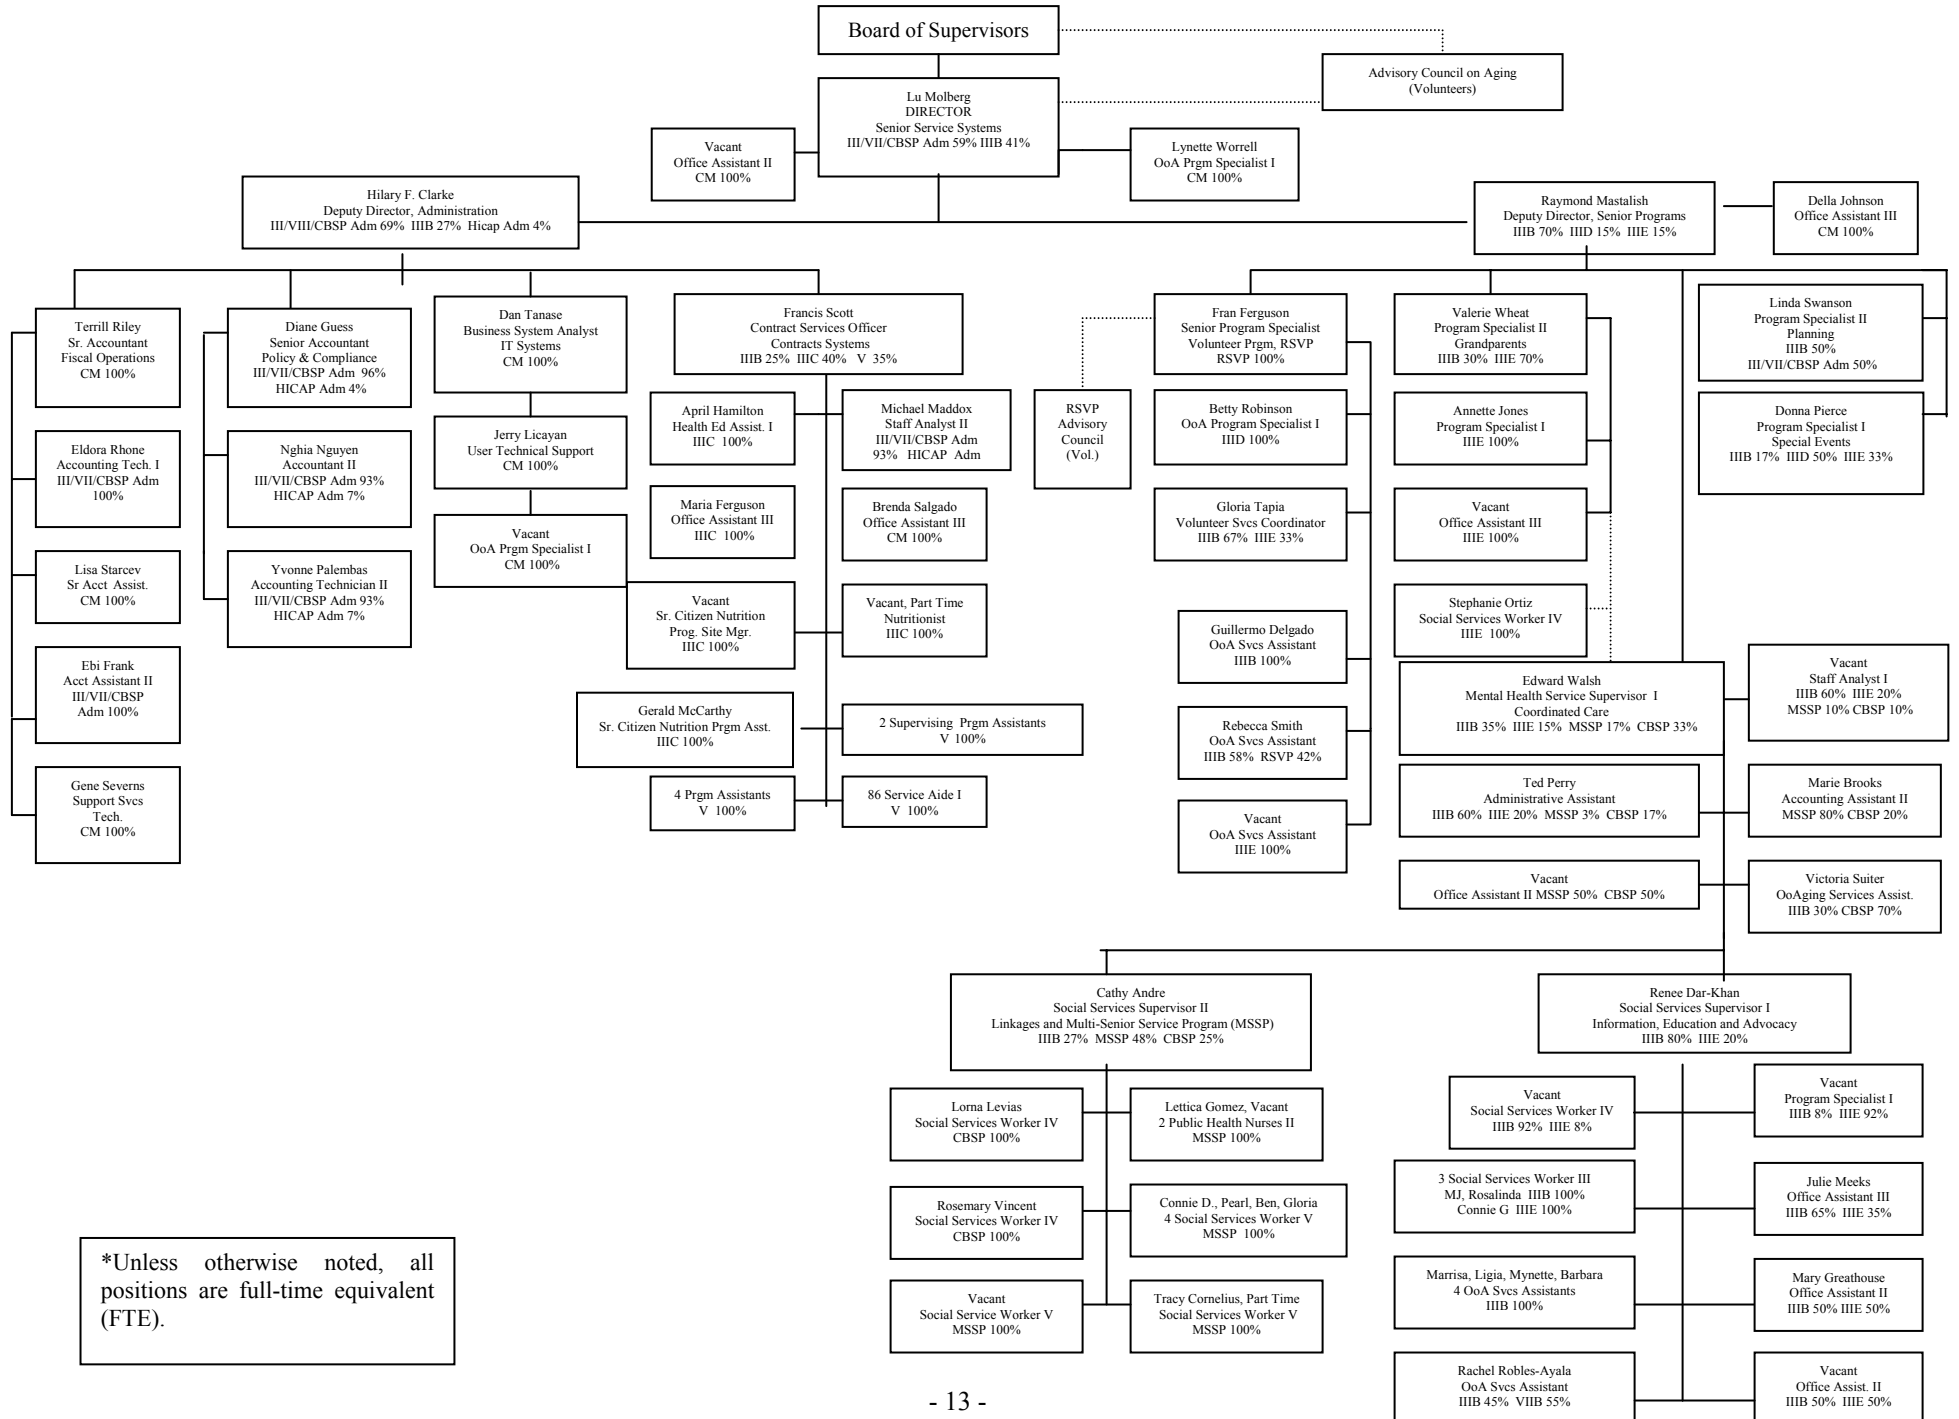 Board of Supervisors
Advisory Council on Aging
(Volunteers)
Lu Molberg
DIRECTOR
Senior Service Systems
III/VII/CBSP Adm 59% IIIB 41%
Vacant
Office Assistant II
CM 100%
Lynette Worrell
OoA Prgm Specialist I
CM 100%
Hilary F. Clarke
Deputy Director, Administration
III/VIII/CBSP Adm 69% IIIB 27% Hicap Adm 4%
Raymond Mastalish
Deputy Director, Senior Programs
IIIB 70% IIID 15% IIIE 15%
Della Johnson
Office Assistant III
CM 100%
Terrill Riley
Sr. Accountant
Fiscal Operations
CM 100%
Eldora Rhone
Accounting Tech. I
III/VII/CBSP Adm
100%
Lisa Starcev
Sr Acct Assist.
CM 100%
Ebi Frank
Acct Assistant II
III/VII/CBSP
Adm 100%
Gene Severns
Support Svcs
Tech.
CM 100%
Diane Guess
Senior Accountant
Policy & Compliance
III/VII/CBSP Adm 96%
HICAP Adm 4%
Nghia Nguyen
Accountant II
III/VII/CBSP Adm 93%
HICAP Adm 7%
Yvonne Palembas
Accounting Technician II
III/VII/CBSP Adm 93%
HICAP Adm 7%
Dan Tanase
Business System Analyst
IT Systems
CM 100%
Jerry Licayan
User Technical Support
CM 100%
Vacant
OoA Prgm Specialist I
CM 100%
Francis Scott
Contract Services Officer
Contracts Systems
IIIB 25% IIIC 40% V 35%
April Hamilton
Health Ed Assist. I
IIIC 100%
Michael Maddox
Staff Analyst II
III/VII/CBSP Adm
93% HICAP Adm
Maria Ferguson
Office Assistant III
IIIC 100%
Brenda Salgado
Office Assistant III
CM 100%
Vacant
Sr. Citizen Nutrition
Prog. Site Mgr.
IIIC 100%
Vacant, Part Time
Nutritionist
IIIC 100%
Gerald McCarthy
Sr. Citizen Nutrition Prgm Asst.
IIIC 100%
2 Supervising Prgm Assistants
V 100%
4 Prgm Assistants
V 100%
86 Service Aide I
V 100%
Fran Ferguson
Senior Program Specialist
Volunteer Prgm, RSVP
RSVP 100%
RSVP
Advisory
Council
(Vol.)
Betty Robinson
OoA Program Specialist I
IIID 100%
Gloria Tapia
Volunteer Svcs Coordinator
IIIB 67% IIIE 33%
Guillermo Delgado
OoA Svcs Assistant
IIIB 100%
Rebecca Smith
OoA Svcs Assistant
IIIB 58% RSVP 42%
Vacant
OoA Svcs Assistant
IIIE 100%
Valerie Wheat
Program Specialist II
Grandparents
IIIB 30% IIIE 70%
Annette Jones
Program Specialist I
IIIE 100%
Vacant
Office Assistant III
IIIE 100%
Stephanie Ortiz
Social Services Worker IV
IIIE 100%
Linda Swanson
Program Specialist II
Planning
IIIB 50%
III/VII/CBSP Adm 50%
Donna Pierce
Program Specialist I
Special Events
IIIB 17% IIID 50% IIIE 33%
Edward Walsh
Mental Health Service Supervisor I
Coordinated Care
IIIB 35% IIIE 15% MSSP 17% CBSP 33%
Vacant
Staff Analyst I
IIIB 60% IIIE 20%
MSSP 10% CBSP 10%
Ted Perry
Administrative Assistant
IIIB 60% IIIE 20% MSSP 3% CBSP 17%
Marie Brooks
Accounting Assistant II
MSSP 80% CBSP 20%
Vacant
Office Assistant II MSSP 50% CBSP 50%
Victoria Suiter
OoAging Services Assist.
IIIB 30% CBSP 70%
Cathy Andre
Social Services Supervisor II
Linkages and Multi-Senior Service Program (MSSP)
IIIB 27% MSSP 48% CBSP 25%
Lorna Levias
Social Services Worker IV
CBSP 100%
Lettica Gomez, Vacant
2 Public Health Nurses II
MSSP 100%
Rosemary Vincent
Social Services Worker IV
CBSP 100%
Connie D., Pearl, Ben, Gloria
4 Social Services Worker V
MSSP 100%
Vacant
Social Service Worker V
MSSP 100%
Tracy Cornelius, Part Time
Social Services Worker V
MSSP 100%
Renee Dar-Khan
Social Services Supervisor I
Information, Education and Advocacy
IIIB 80% IIIE 20%
Vacant
Social Services Worker IV
IIIB 92% IIIE 8%
Vacant
Program Specialist I
IIIB 8% IIIE 92%
3 Social Services Worker III
MJ, Rosalinda IIIB 100%
Connie G IIIE 100%
Julie Meeks
Office Assistant III
IIIB 65% IIIE 35%
Marrisa, Ligia, Mynette, Barbara
4 OoA Svcs Assistants
IIIB 100%
Mary Greathouse
Office Assistant II
IIIB 50% IIIE 50%
Rachel Robles-Ayala
OoA Svcs Assistant
IIIB 45% VIIB 55%
Vacant
Office Assist. II
IIIB 50% IIIE 50%
*Unless otherwise noted, all
positions are full-time equivalent
(FTE).
- 13 -